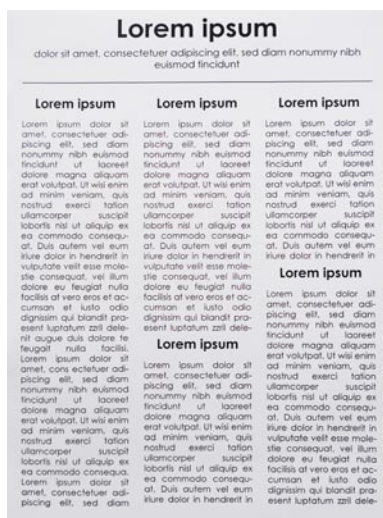 Lorem ipsum
dolor sit amet, consectetuer adipiscing elit, sed diam nonummy nibh
euismod tincidunt
Lorem ipsum
Lorem ipsum dolor sit
amet, consectetuer adi-
piscing elit, sed diam
nonummy nibh euismod
tincidunt ut laoreet
dolore magna aliquam
erat volutpat. Ut wisi enim
ad minim veniam, quis
nostrud exerci tation
ullamcorper suscipit
lobortis nisl ut aliquip ex
ea commodo consequ-
at. Duis autem vel eum
iriure dolor in hendrerit in
vulputate velit esse mole-
stie consequat, vel illum
dolore eu feugiat nulla
facilisis at vero eros et ac-
cumsan et iusto odio
dignissim qui blandit pra-
esent luptatum zzril dele-
nit augue duis dolore te
feugait nulla facilisi.
Lorem ipsum dolor sit
amet, cons ectetuer adi-
piscing elit, sed diam
nonummy nibh euismod
tincidunt ut laoreet
dolore magna aliquam
erat volutpat. Ut wisi enim
ad minim veniam, quis
nostrud exerci tation
ullamcorper suscipit
lobortis nisl ut aliquip ex
ea commodo consequa.
Lorem ipsum dolor sit
amet, consectetuer adi-
piscing elit, sed diam
Lorem ipsum
Lorem ipsum dolor sit
amet, consectetuer adi-
piscing elit, sed diam
nonummy nibh euismod
tincidunt ut laoreet
dolore magna aliquam
erat volutpat. Ut wisi enim
ad minim veniam, quis
nostrud exerci tation
ullamcorper suscipit
lobortis nisl ut aliquip ex
ea commodo consequ-
at. Duis autem vel eum
iriure dolor in hendrerit in
vulputate velit esse mole-
stie consequat, vel illum
dolore eu feugiat nulla
facilisis at vero eros et ac-
cumsan et iusto odio
dignissim qui blandit pra-
esent luptatum zzril dele-
Lorem ipsum
Lorem ipsum dolor sit
amet, consectetuer adi-
piscing elit, sed diam
nonummy nibh euismod
tincidunt ut laoreet
dolore magna aliquam
erat volutpat. Ut wisi enim
ad minim veniam, quis
nostrud exerci tation
ullamcorper suscipit
lobortis nisl ut aliquip ex
ea commodo consequ-
at. Duis autem vel eum
iriure dolor in hendrerit in
Lorem ipsum
Lorem ipsum dolor sit
amet, consectetuer adi-
piscing elit, sed diam
nonummy nibh euismod
tincidunt ut laoreet
dolore magna aliquam
erat volutpat. Ut wisi enim
ad minim veniam, quis
nostrud exerci tation
ullamcorper suscipit
lobortis nisl ut aliquip ex
ea commodo consequ-
at. Duis autem vel eum
iriure dolor in hendrerit in
Lorem ipsum
Lorem ipsum dolor sit
amet, consectetuer adi-
piscing elit, sed diam
nonummy nibh euismod
tincidunt ut laoreet
dolore magna aliquam
erat volutpat. Ut wisi enim
ad minim veniam, quis
nostrud exerci tation
ullamcorper suscipit
lobortis nisl ut aliquip ex
ea commodo consequ-
at. Duis autem vel eum
iriure dolor in hendrerit in
vulputate velit esse mole-
stie consequat, vel illum
dolore eu feugiat nulla
facilisis at vero eros et ac-
cumsan et iusto odio
dignissim qui blandit pra-
esent luptatum zzril dele-